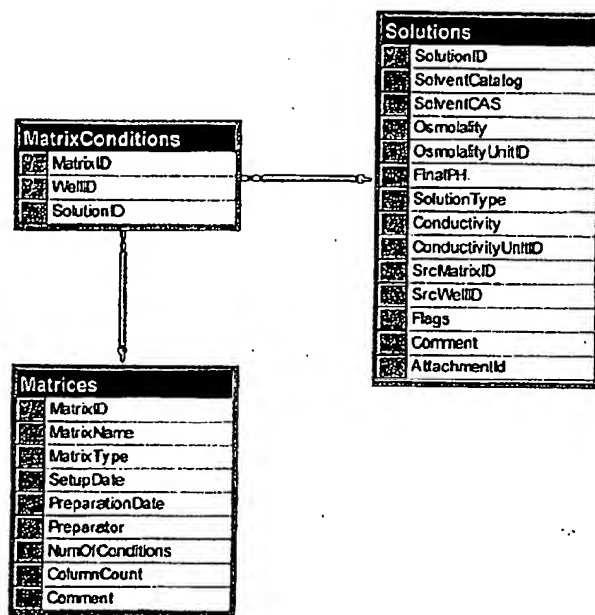 Solutions
SolutionID
SolventCatalog
SolventCAS
Osmolality
OsmolalityUnitID
FinalPH
SolutionType
Conductivity
ConductivityUnitID
SrcMatrixID
SrcWellID
Flags
Comment
AttachmentId
MatrixConditions
MatrixID
WellID
SolutionID
Matrices
MatrixID
MatrixName
MatrixType
SetupDate
PreparationDate
Preparator
NumOfConditions
ColumnCount
Comment